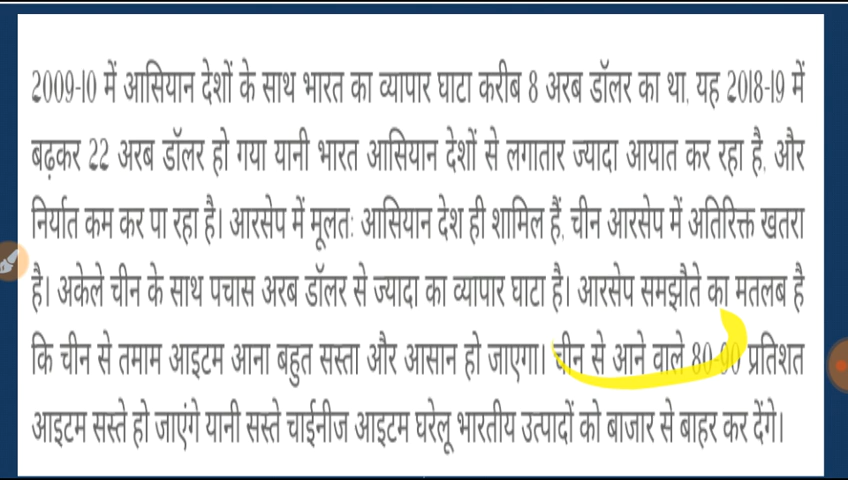 2009-10 में आसियान देशों के साथ भारत का व्यापार घाटा करीब 8 अरब डॉलर का था, यह 2018-19 में
बढ़कर 22 अरब डॉलर हो गया यानी भारत आसियान देशों से लगातार ज्यादा आयात कर रहा है, और
निर्यात कम कर पा रहा है। आरसेप में मूलतः आसियान देश ही शामिल हैं, चीन आरसेप में अतिरिक्त खतरा
है। अकेले चीन के साथ पचास अरब डॉलर से ज्यादा का व्यापार घाटा है। आरसेप समझौते का मतलब है
कि चीन से तमाम आइटम आना बहुत सस्ता और आसान हो जाएगा। चीन से आने वाले 80-90 प्रतिशत
आइटम सस्ते हो जाएंगे यानी सस्ते चाईनीज आइटम घरेलू भारतीय उत्पादों को बाजार से बाहर कर देंगे।